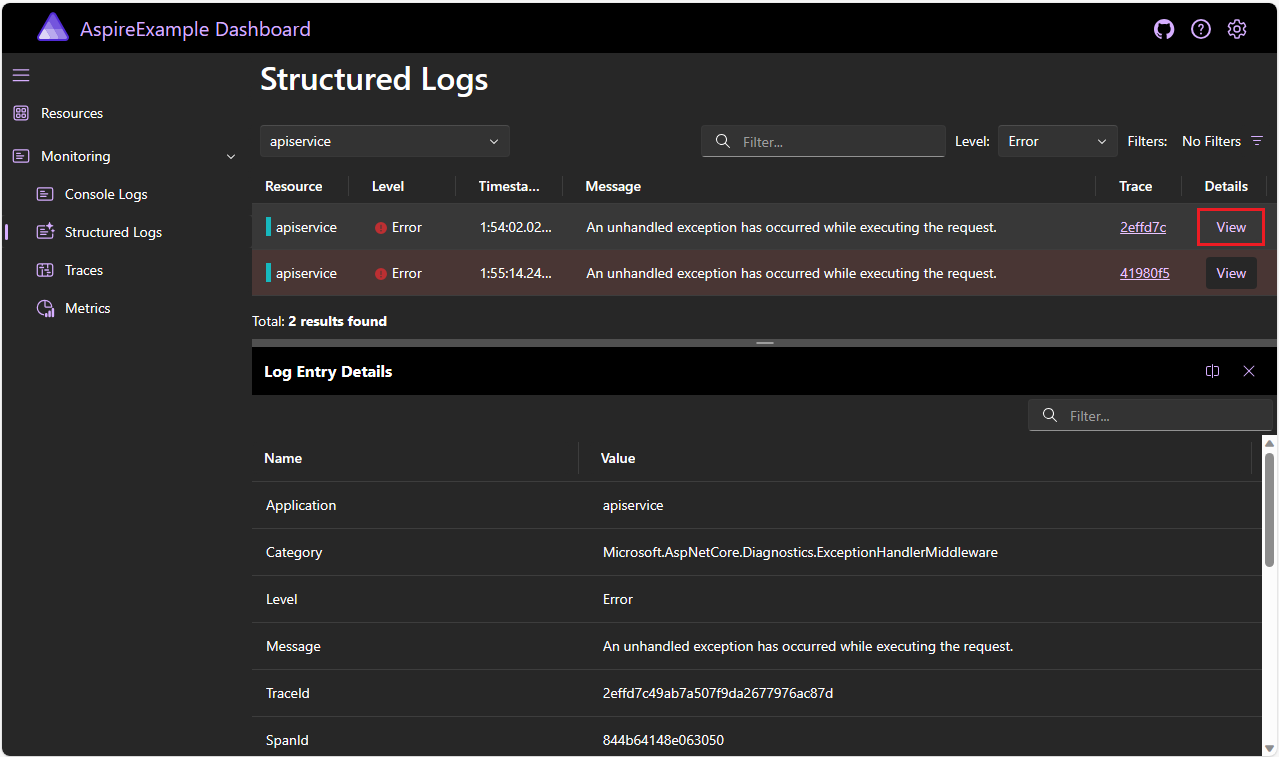 AspireExample Dashboard
Structured Logs
Resources
Monitoring
Console Logs
Structured Logs
Traces
Metrics
apiservice Filter... Level: Error Filters: No Filters
Resource Level Timesta... Message Trace Details
apiservice Error 1:54:02.02... An unhandled exception has occurred while executing the request. 2effd7c View
apiservice Error 1:55:14.24... An unhandled exception has occurred while executing the request. 41980f5 View
Total: 2 results found
Log Entry Details
Filter...
Name Value
Application apiservice
Category Microsoft.AspNetCore.Diagnostics.ExceptionHandlerMiddleware
Level Error
Message An unhandled exception has occurred while executing the request.
TraceId 2effd7c49ab7a507f9da2677976ac87d
SpanId 844b64148e063050